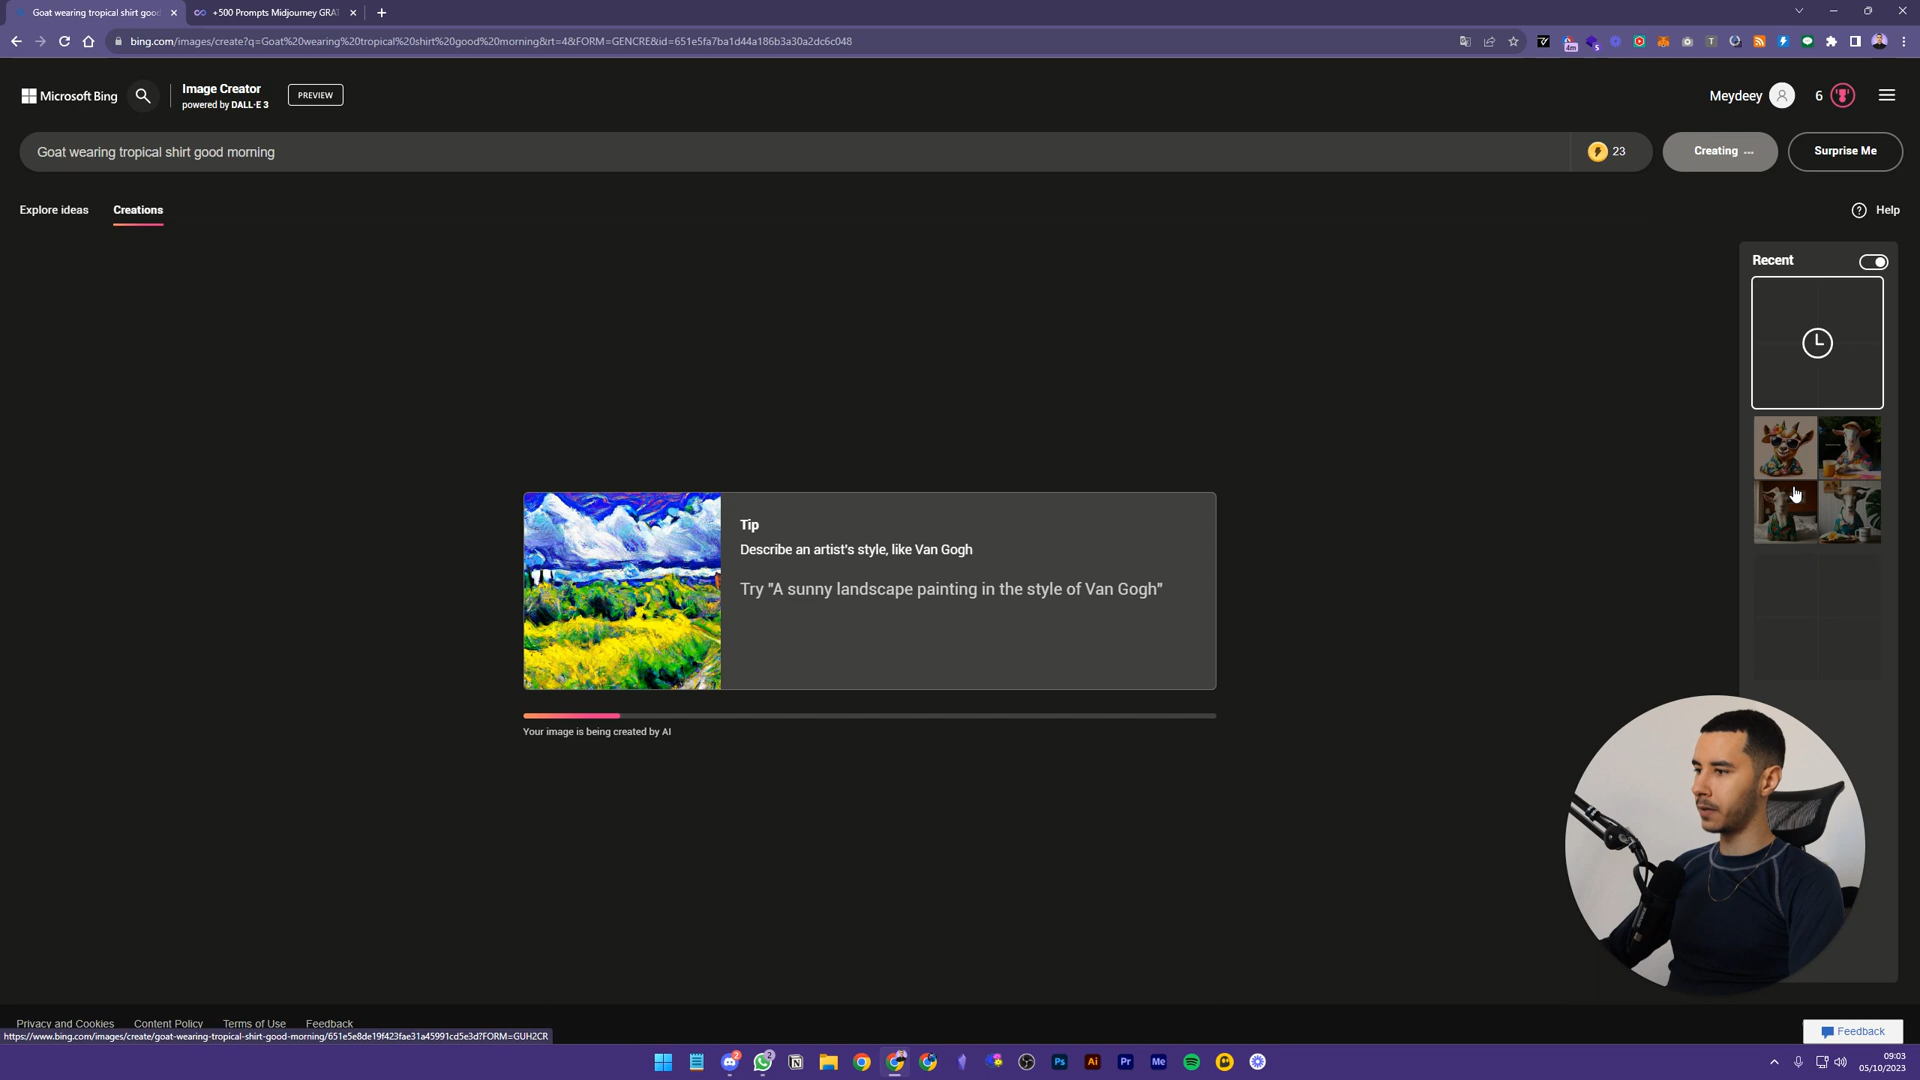 Goat wearing tropical shirt good
+500 Prompts Midjourney GRA
bing.com/images/create?q=Goat%20wearing%20tropical%20shirt%20good%20morning&rt=4&FORM=GENCRE&id=651e5fa7ba1d44a186b3a30a2dc6c048
Microsoft Bing
Image Creator
powered by DALL·E 3
PREVIEW
Meydeey
6
Goat wearing tropical shirt good morning
23
Creating ...
Surprise Me
Explore ideas
Creations
Help
Recent
Tip
Describe an artist's style, like Van Gogh
Try "A sunny landscape painting in the style of Van Gogh"
Your image is being created by AI
Privacy and Cookies
Content Policy
Terms of Use
Feedback
Feedback
https://www.bing.com/images/create/goat-wearing-tropical-shirt-good-morning/651e5e8de19f423fae31a45991cd5e3d?FORM=GUH2CR
Ps
Ai
Pr
Me
09:03
05/10/2023